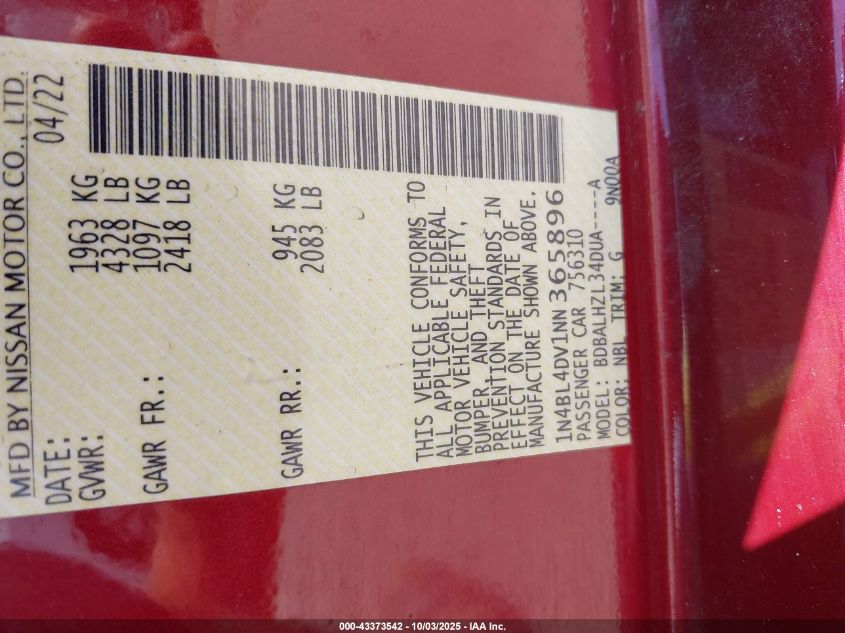 MFD BY NISSAN MOTOR CO., LTD.
DATE: 04/22
GVWR: 1963 KG
4328 LB
GAWR FR.: 1097 KG
2418 LB
GAWR RR.: 945 KG
2083 LB
THIS VEHICLE CONFORMS TO
ALL APPLICABLE FEDERAL
MOTOR VEHICLE SAFETY,
BUMPER, AND THEFT
PREVENTION STANDARDS IN
EFFECT ON THE DATE OF
MANUFACTURE SHOWN ABOVE.
1N4BL4DV1NN365896
PASSENGER CAR 756310
MODEL: BDBALHZL34DUA----A
COLOR: NBL TRIM: G 9N00A
000-43373542 - 10/03/2025 - IAA Inc.